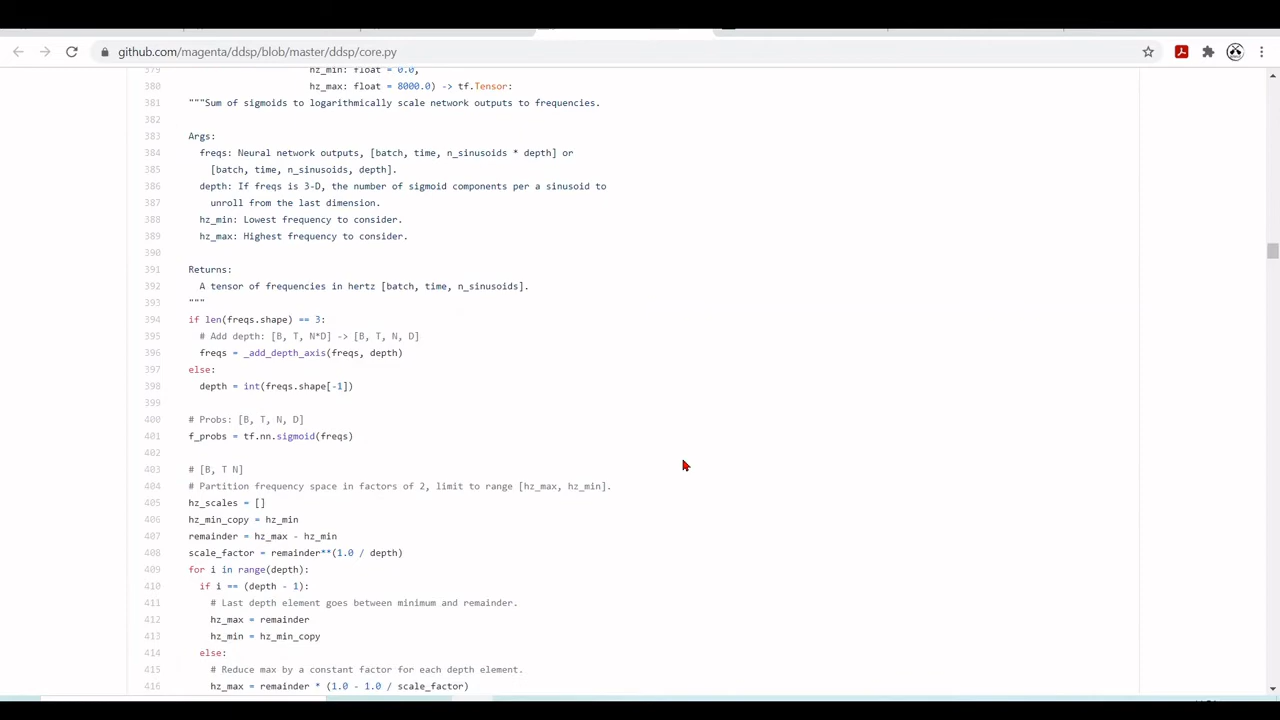 github.com/magenta/ddsp/blob/master/ddsp/core.py
379 hz_min: float = 0.0,
380 hz_max: float = 8000.0) -> tf.Tensor:
381 """Sum of sigmoids to logarithmically scale network outputs to frequencies.
382
383 Args:
384 freqs: Neural network outputs, [batch, time, n_sinusoids * depth] or
385 [batch, time, n_sinusoids, depth].
386 depth: If freqs is 3-D, the number of sigmoid components per a sinusoid to
387 unroll from the last dimension.
388 hz_min: Lowest frequency to consider.
389 hz_max: Highest frequency to consider.
390
391 Returns:
392 A tensor of frequencies in hertz [batch, time, n_sinusoids].
393 """
394 if len(freqs.shape) == 3:
395 # Add depth: [B, T, N*D] -> [B, T, N, D]
396 freqs = _add_depth_axis(freqs, depth)
397 else:
398 depth = int(freqs.shape[-1])
399
400 # Probs: [B, T, N, D]
401 f_probs = tf.nn.sigmoid(freqs)
402
403 # [B, T N]
404 # Partition frequency space in factors of 2, limit to range [hz_max, hz_min].
405 hz_scales = []
406 hz_min_copy = hz_min
407 remainder = hz_max - hz_min
408 scale_factor = remainder**(1.0 / depth)
409 for i in range(depth):
410 if i == (depth - 1):
411 # Last depth element goes between minimum and remainder.
412 hz_max = remainder
413 hz_min = hz_min_copy
414 else:
415 # Reduce max by a constant factor for each depth element.
416 hz_max = remainder * (1.0 - 1.0 / scale_factor)